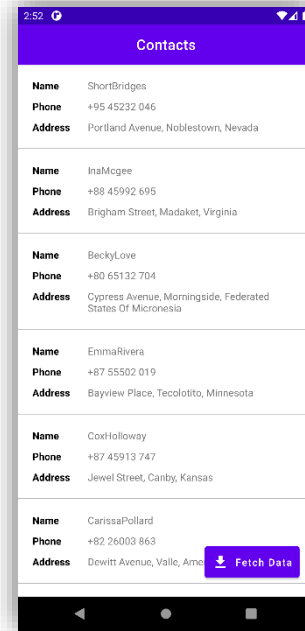 2:52
Contacts
Name ShortBridges
Phone +95 45232 046
Address Portland Avenue, Noblestown, Nevada
Name InaMcgee
Phone +88 45992 695
Address Brigham Street, Madaket, Virginia
Name BeckyLove
Phone +80 65132 704
Address Cypress Avenue, Morningside, Federated
States Of Micronesia
Name EmmaRivera
Phone +87 55502 019
Address Bayview Place, Tecolotito, Minnesota
Name CoxHolloway
Phone +87 45913 747
Address Jewel Street, Canby, Kansas
Name CarissaPollard
Phone +82 26003 863
Address Dewitt Avenue, Valle,
Fetch Data